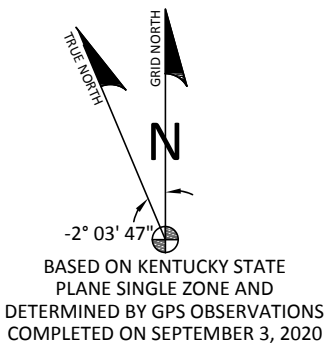 TRUE NORTH
GRID NORTH
N
-2° 03' 47"
BASED ON KENTUCKY STATE
PLANE SINGLE ZONE AND
DETERMINED BY GPS OBSERVATIONS
COMPLETED ON SEPTEMBER 3, 2020